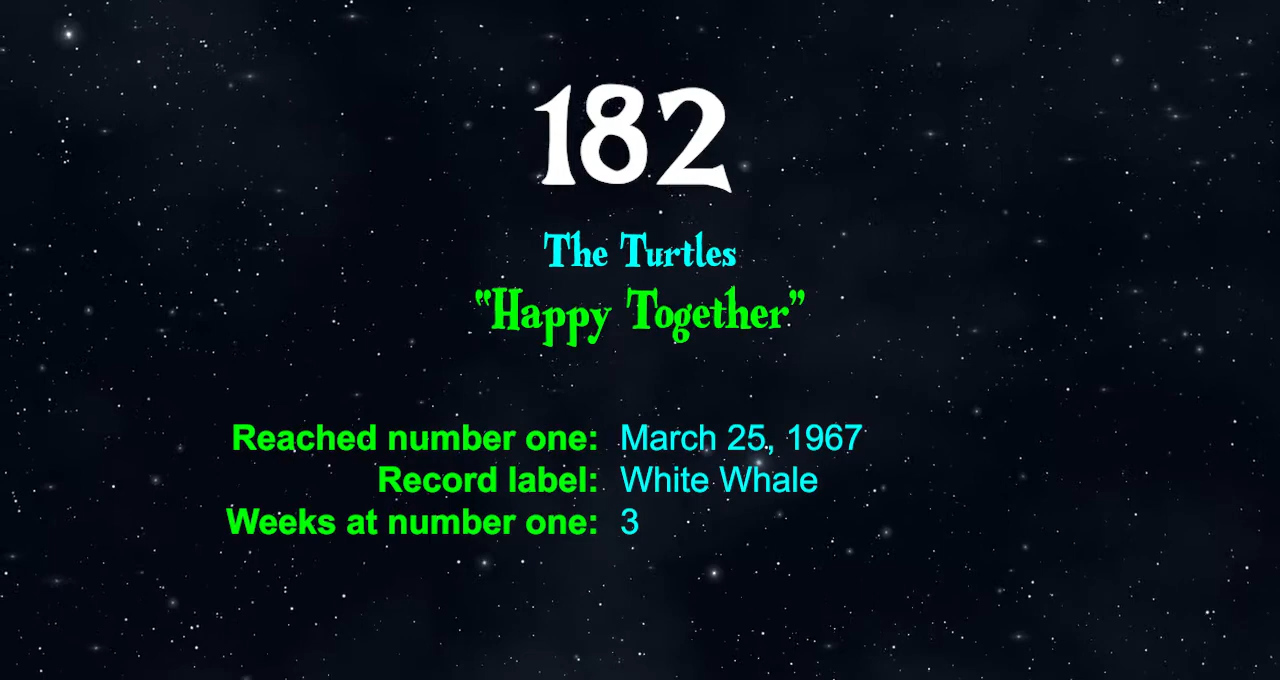 182
The Turtles
“Happy Together”
Reached number one: March 25, 1967
Record label: White Whale
Weeks at number one: 3